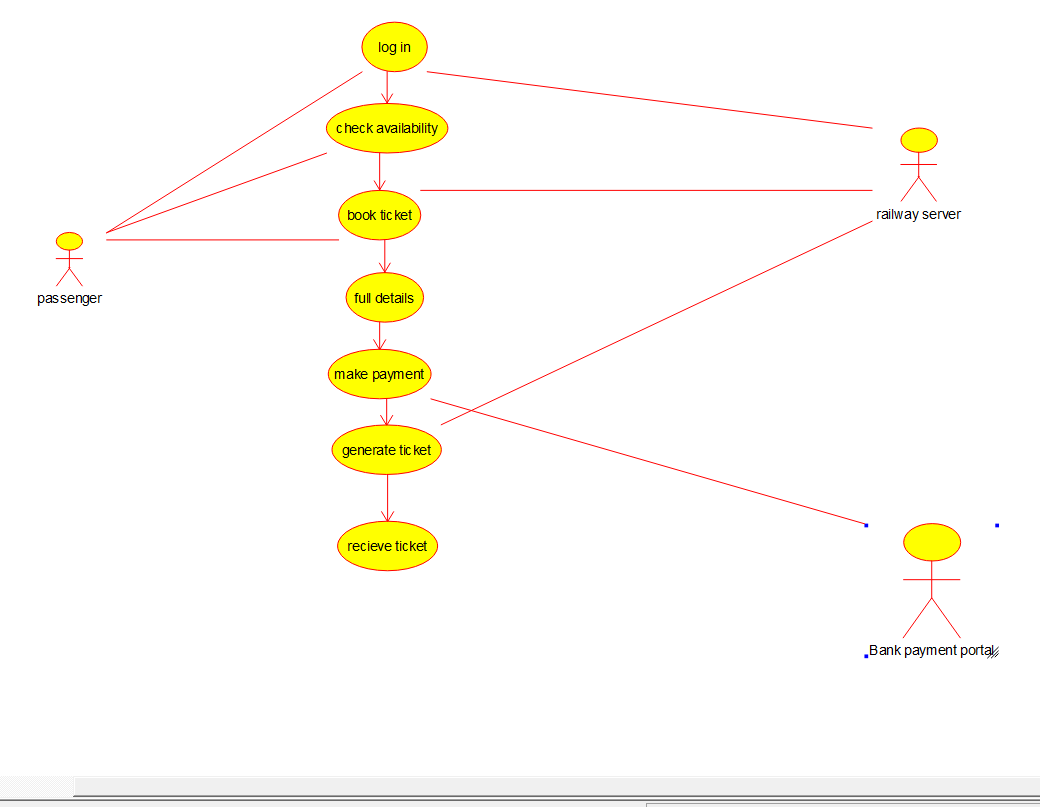 log in
check availability
book ticket
railway server
full details
passenger
make payment
generate ticket
recieve ticket
Bank payment portal